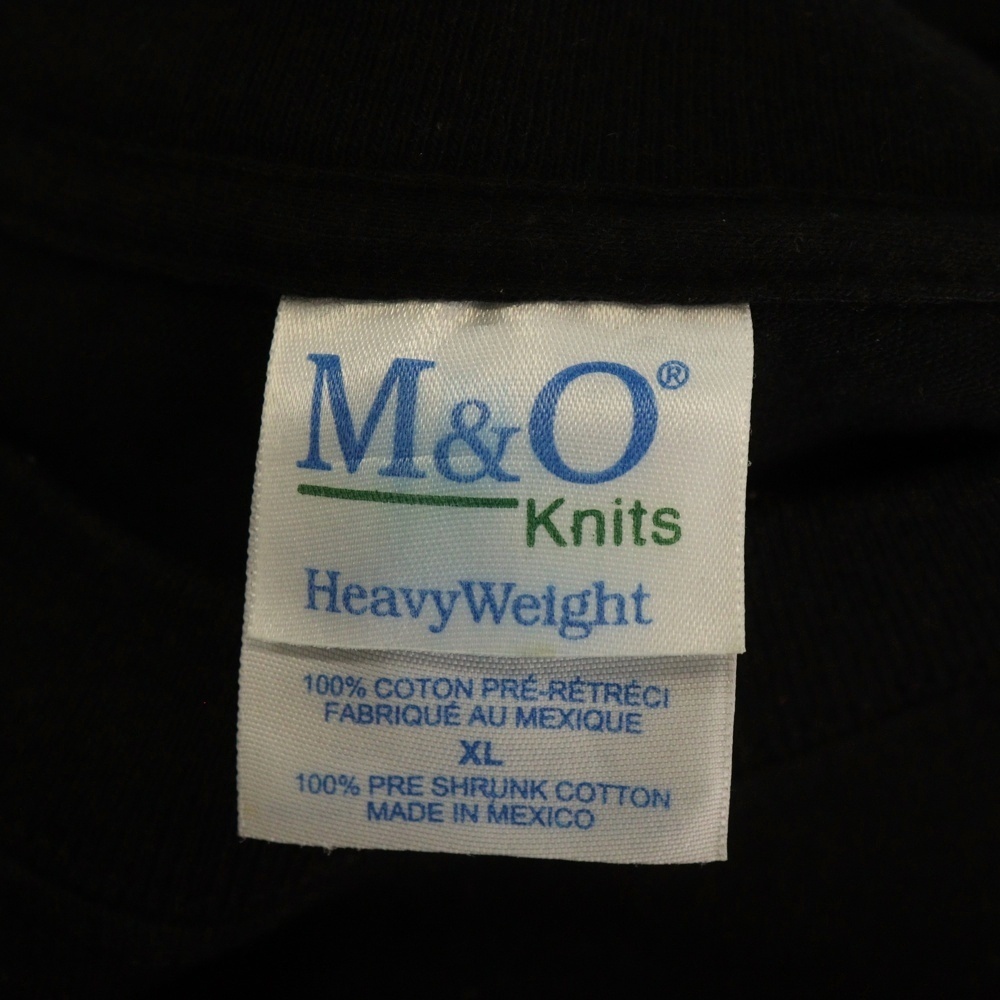 M&O®
Knits
HeavyWeight
100% COTON PRÉ-RÉTRÉCI
FABRIQUÉ AU MEXIQUE
XL
100% PRE SHRUNK COTTON
MADE IN MEXICO